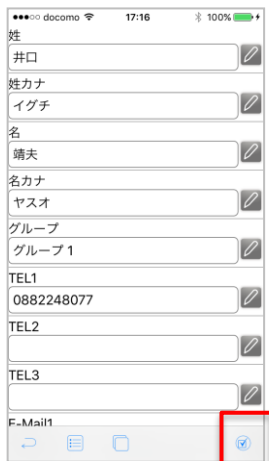 docomo 17:16 100%
姓
井口
姓カナ
イグチ
名
靖夫
名カナ
ヤスオ
グループ
グループ 1
TEL1
0882248077
TEL2
TEL3
E-Mail1